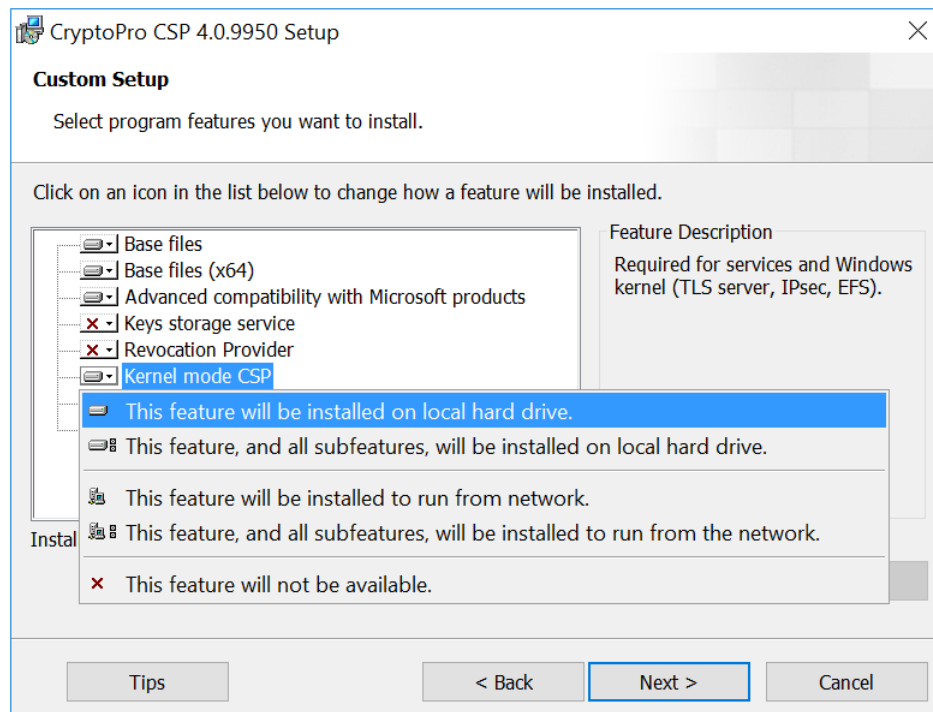 CryptoPro CSP 4.0.9950 Setup
Custom Setup
Select program features you want to install.
Click on an icon in the list below to change how a feature will be installed.
Base files
Base files (x64)
Advanced compatibility with Microsoft products
Keys storage service
Revocation Provider
Kernel mode CSP
Feature Description
Required for services and Windows
kernel (TLS server, IPsec, EFS).
This feature will be installed on local hard drive.
This feature, and all subfeatures, will be installed on local hard drive.
This feature will be installed to run from network.
This feature, and all subfeatures, will be installed to run from the network.
This feature will not be available.
Instal
Tips
< Back
Next >
Cancel